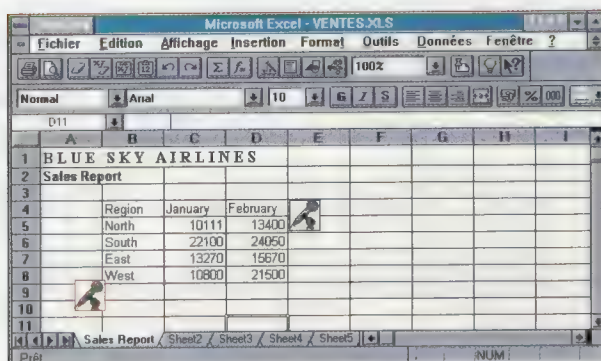 Microsoft Excel - VENTES.XLS
Fichier Edition Affichage Insertion Format Outils Données Fenêtre ?
100%
Normal Arial 10 G I S % 000
D11
A B C D E F G H I
1 BLUE SKY AIRLINES
2 Sales Report
3
4 Region January February
5 North 10111 13400
6 South 22100 24050
7 East 13270 15670
8 West 10800 21500
9
10
11
Sales Report Sheet2 Sheet3 Sheet4 Sheet5
Prêt NUM